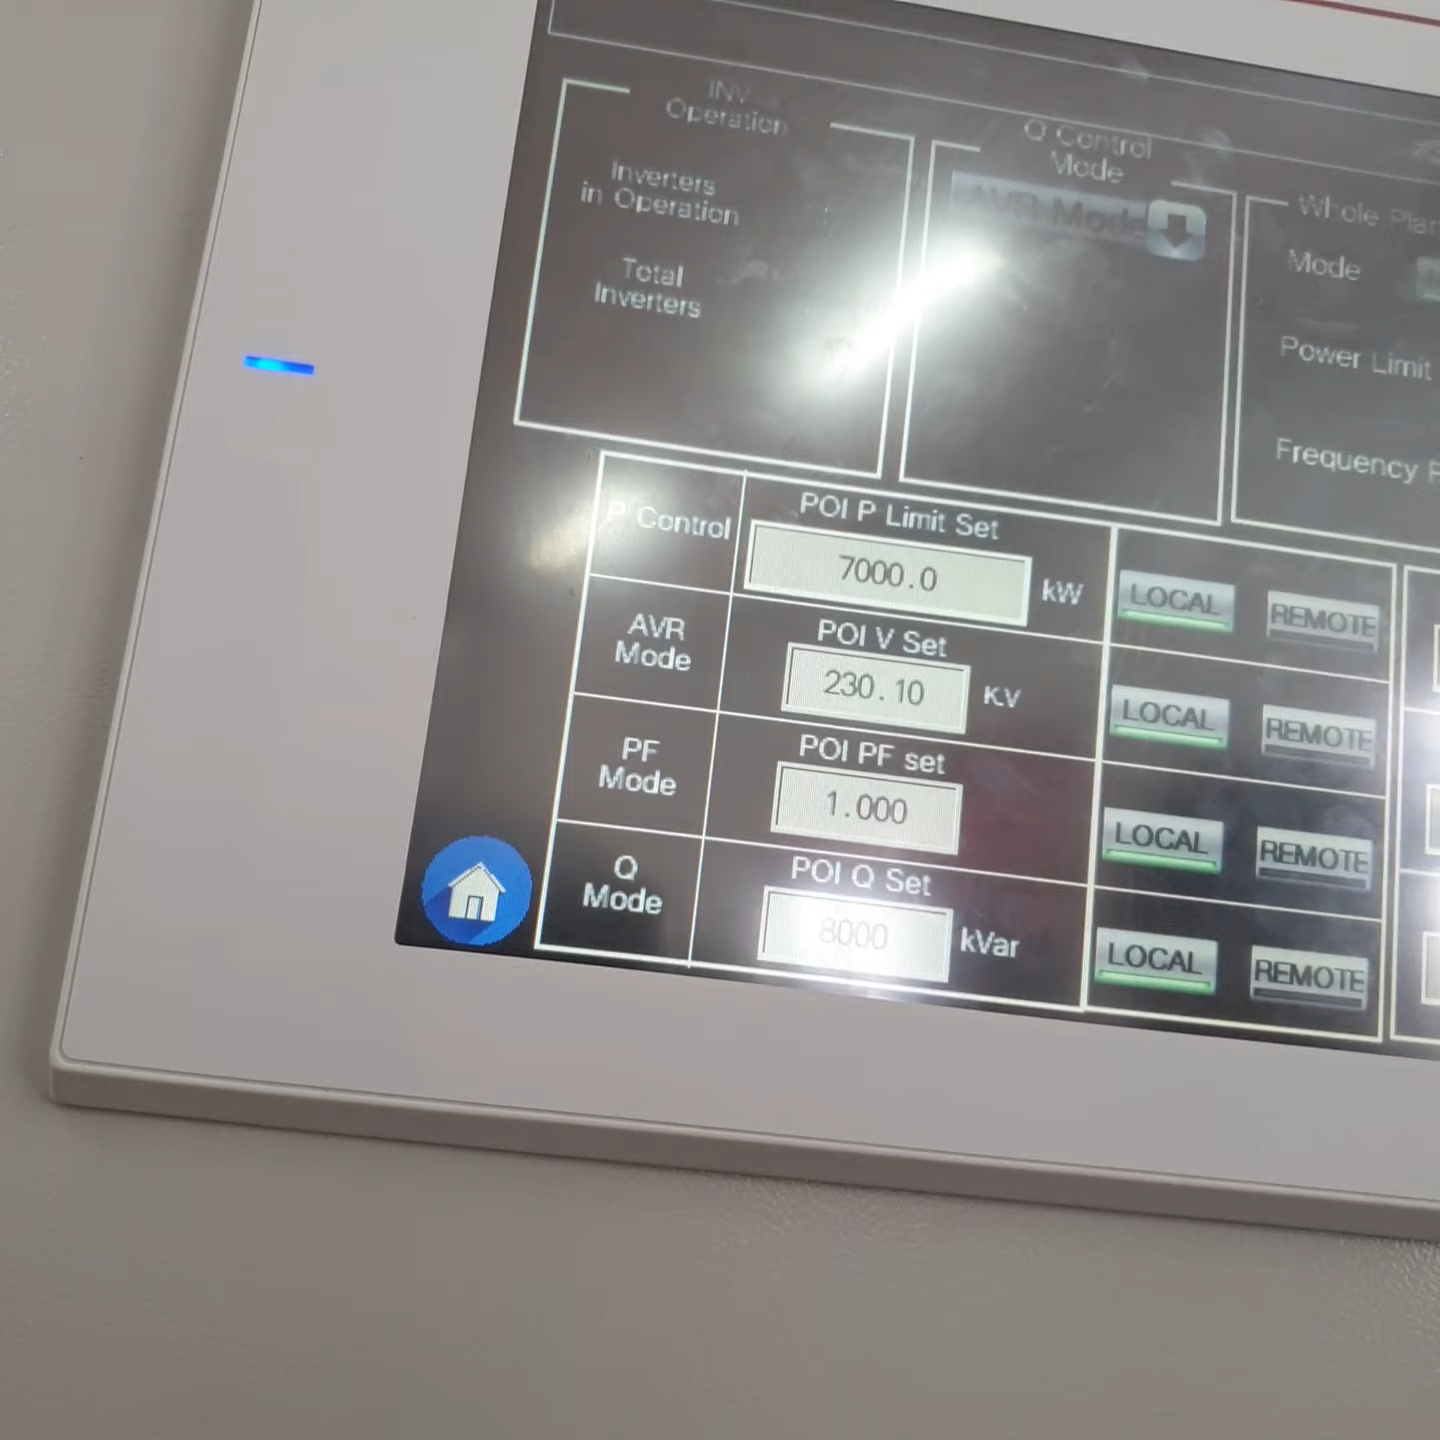 INV
Operation
Inverters
in Operation
Total
Inverters
Q Control
Mode
AVR Mode
Whole
Mode
Power Limit
Frequency
P Control
POI P Limit Set
7000.0
kW
LOCAL
REMOTE
AVR
Mode
POI V Set
230.10
KV
LOCAL
REMOTE
PF
Mode
POI PF set
1.000
LOCAL
REMOTE
Q
Mode
POI Q Set
8000
kVar
LOCAL
REMOTE